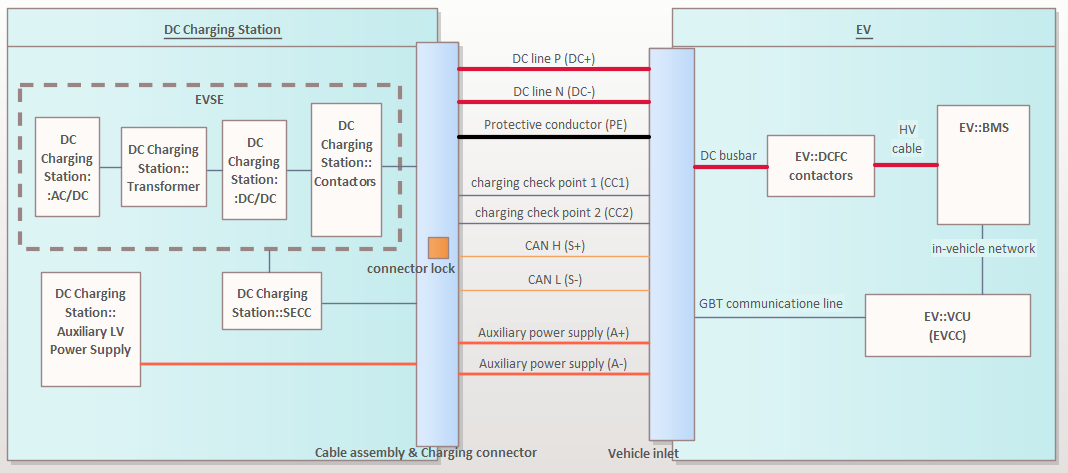 DC Charging Station
EV
EVSE
DC
Charging
Station:
:AC/DC
DC Charging
Station::
Transformer
DC
Charging
Station:
:DC/DC
DC
Charging
Station::
Contactors
connector lock
DC Charging
Station::
Auxiliary LV
Power Supply
DC Charging
Station::SECC
DC line P (DC+)
DC line N (DC-)
Protective conductor (PE)
charging check point 1 (CC1)
charging check point 2 (CC2)
CAN H (S+)
CAN L (S-)
Auxiliary power supply (A+)
Auxiliary power supply (A-)
Cable assembly & Charging connector
Vehicle inlet
DC busbar
EV::DCFC
contactors
HV
cable
EV::BMS
in-vehicle network
GBT communicatione line
EV::VCU
(EVCC)